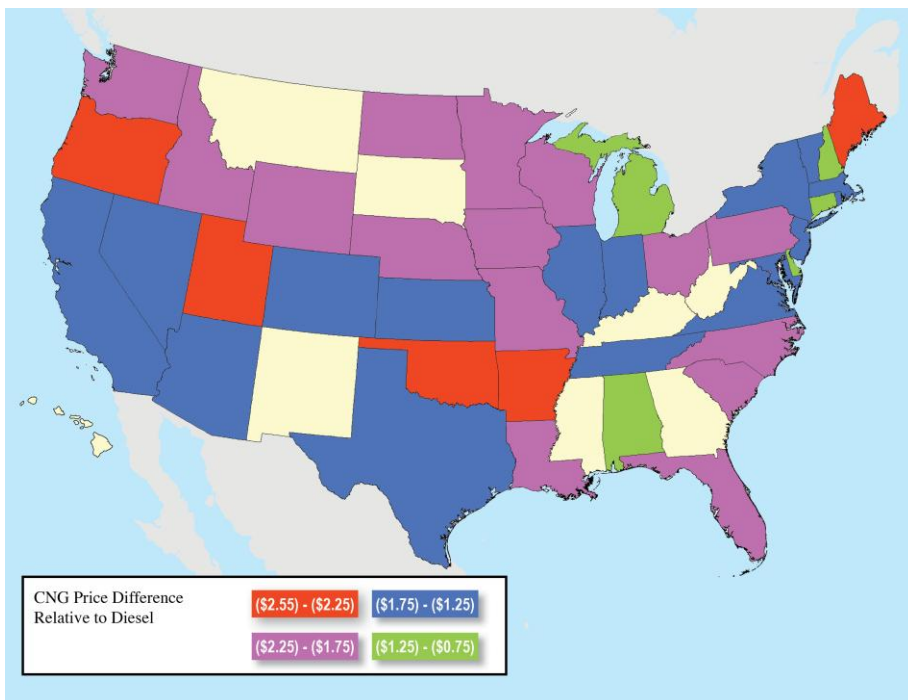 CNG Price Difference
Relative to Diesel
($2.55) - ($2.25)
($1.75) - ($1.25)
($2.25) - ($1.75)
($1.25) - ($0.75)